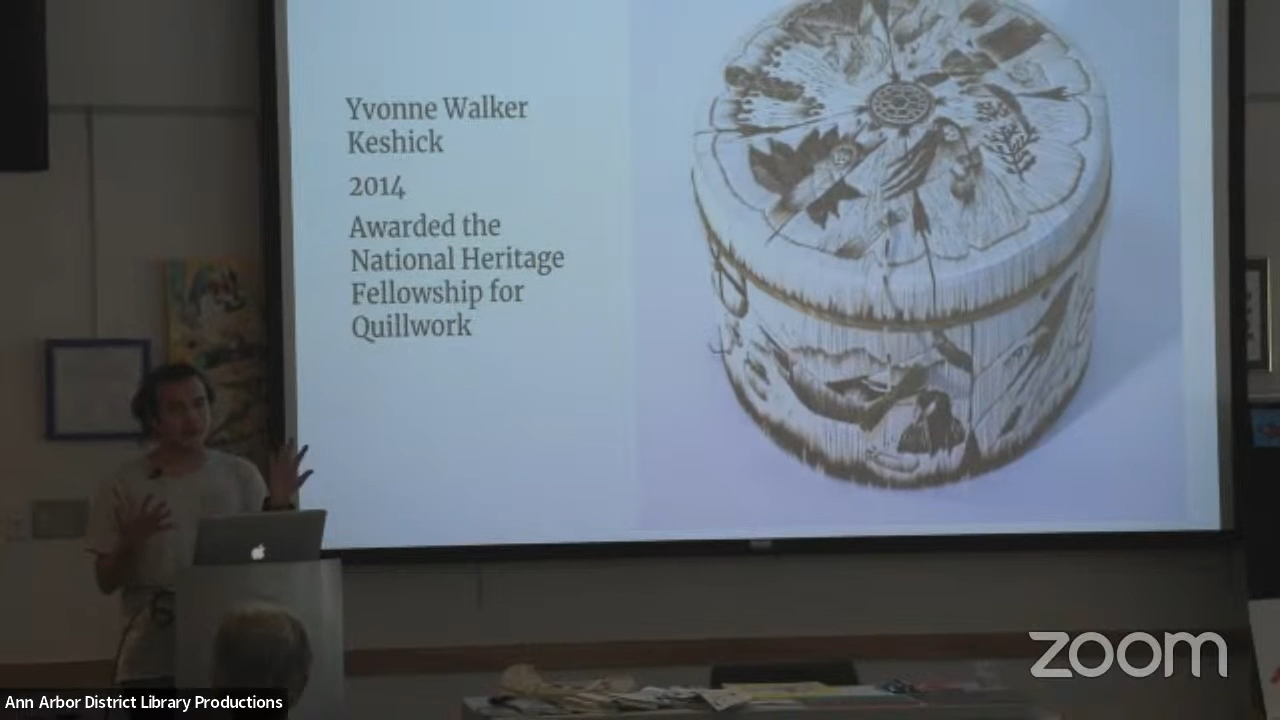 Yvonne Walker
Keshick
2014
Awarded the
National Heritage
Fellowship for
Quillwork
zoom
Ann Arbor District Library Productions